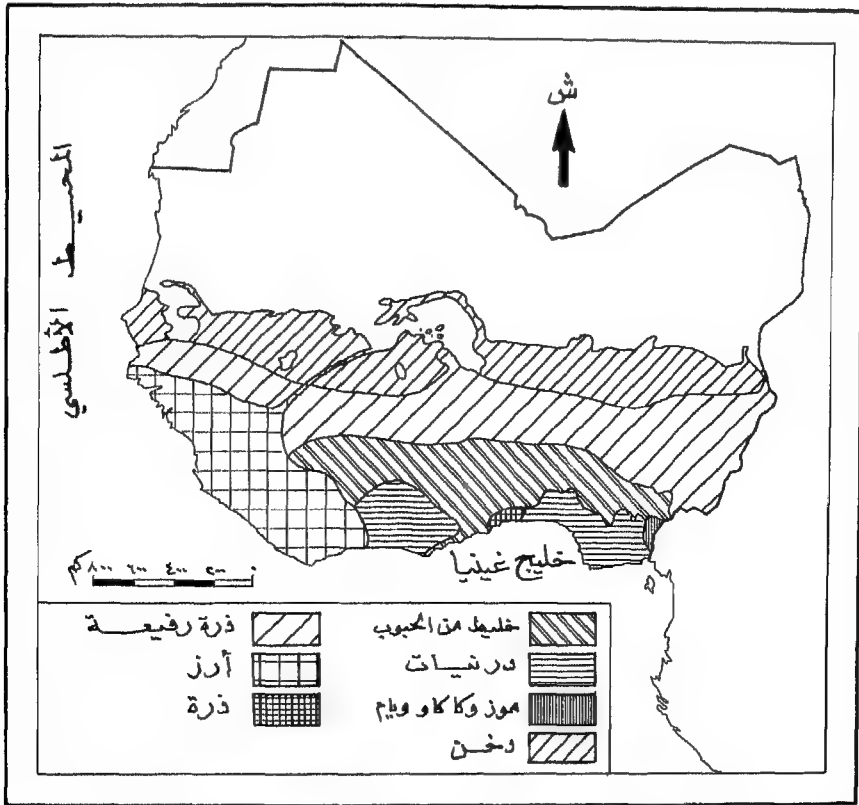 ش
المحيط الأطلسي
خليج غينيا
٠ ٢٠٠ ٤٠٠ ٦٠٠ ٨٠٠ كم
خليط من الحبوب
درنيات
موز وكاكاو ويام
دخن
ذرة رفيعة
أرز
ذرة